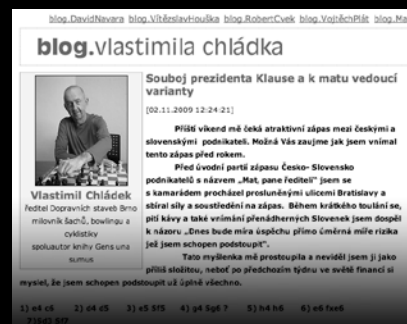 blog.DavidNavara blog.VítězslavHouška blog.RobertCvek blog.VojtěchPlát blog.Ma
blog.vlastimila chládka
Vlastimil Chládek
ředitel Dopravních staveb Brno
milovník šachů, bowlingu a
cyklistiky
spoluautor knihy Gens una
sumus
Souboj prezidenta Klause a k matu vedoucí
varianty
[02.11.2009 12:24:21]
Příští víkend mě čeká atraktivní zápas mezi českými a
slovenskými podnikateli. Možná Vás zaujme jak jsem vnímal
tento zápas před rokem.
Před úvodní partií zápasu Česko- Slovensko
podnikatelů s názvem „Mat, pane řediteli" jsem se
s kamarádem procházel prosluněnými ulicemi Bratislavy a
sbíral síly a soustředění na zápas. Během krátkého toulání se,
pití kávy a také vnímání přenádherných Slovenek jsem dospěl
k názoru „Dnes bude míra úspěchu přímo úměrná míře rizika
jež jsem schopen podstoupit".
Tato myšlenka mě prostoupila a neviděl jsem ji jako
příliš složitou, neboť po předchozím týdnu ve světě financí si
myslel, že jsem schopen podstoupit už úplně všechno.
1) e4 c6 2) d4 d5 3) e5 Sf5 4) g4 Sg6 ? 5) h4 h6 6) e6 fxe6